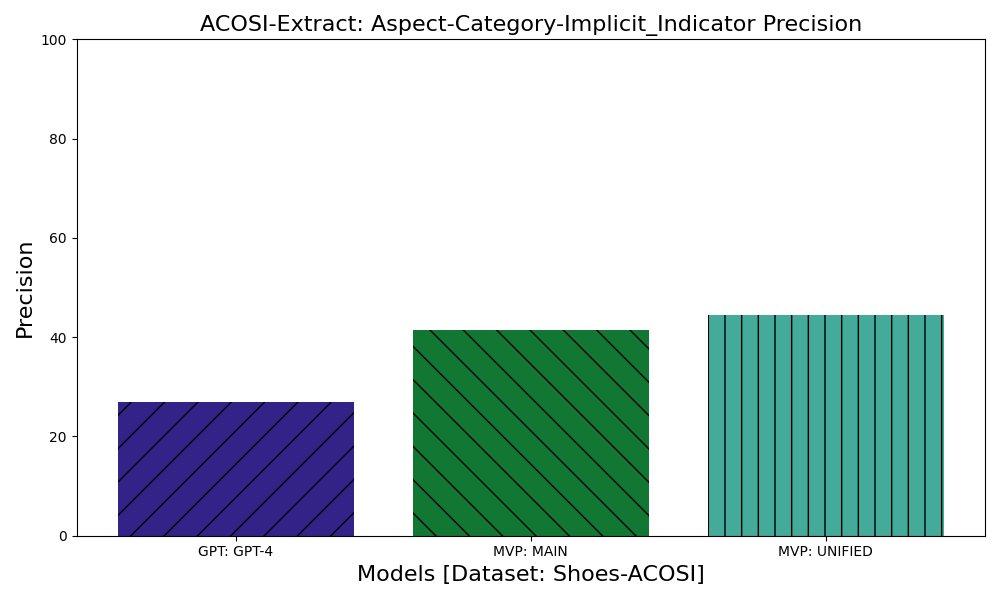 ACOSI-Extract: Aspect-Category-Implicit_Indicator Precision
100
80
60
40
20
0
Precision
GPT: GPT-4
MVP: MAIN
MVP: UNIFIED
Models [Dataset: Shoes-ACOSI]